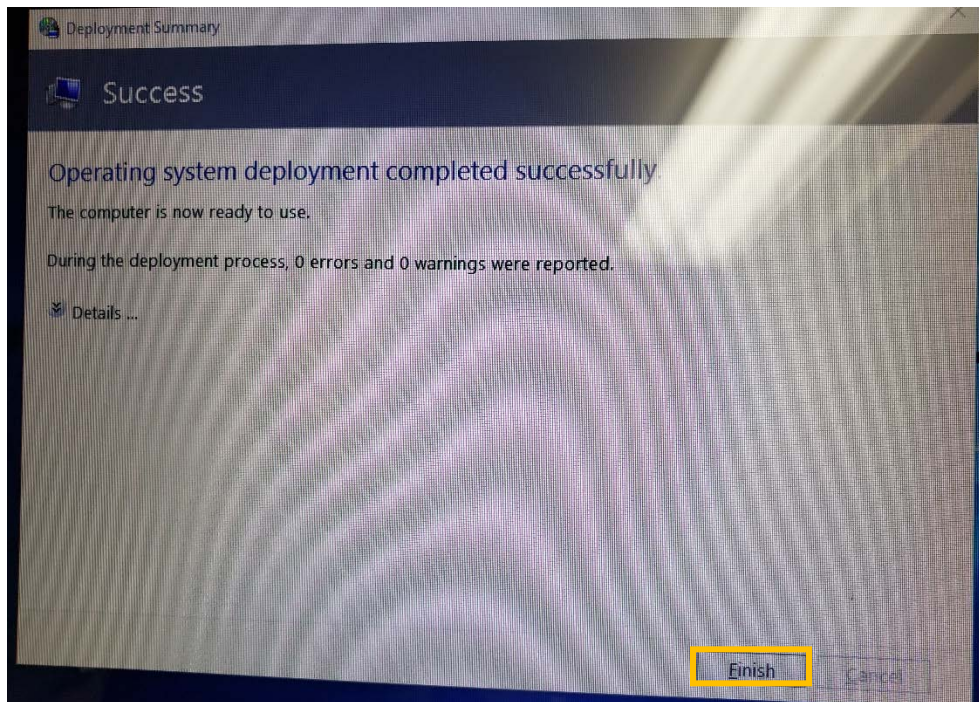 Deployment Summary
Success
Operating system deployment completed successfully.
The computer is now ready to use.
During the deployment process, 0 errors and 0 warnings were reported.
Details ...
Finish
Cancel